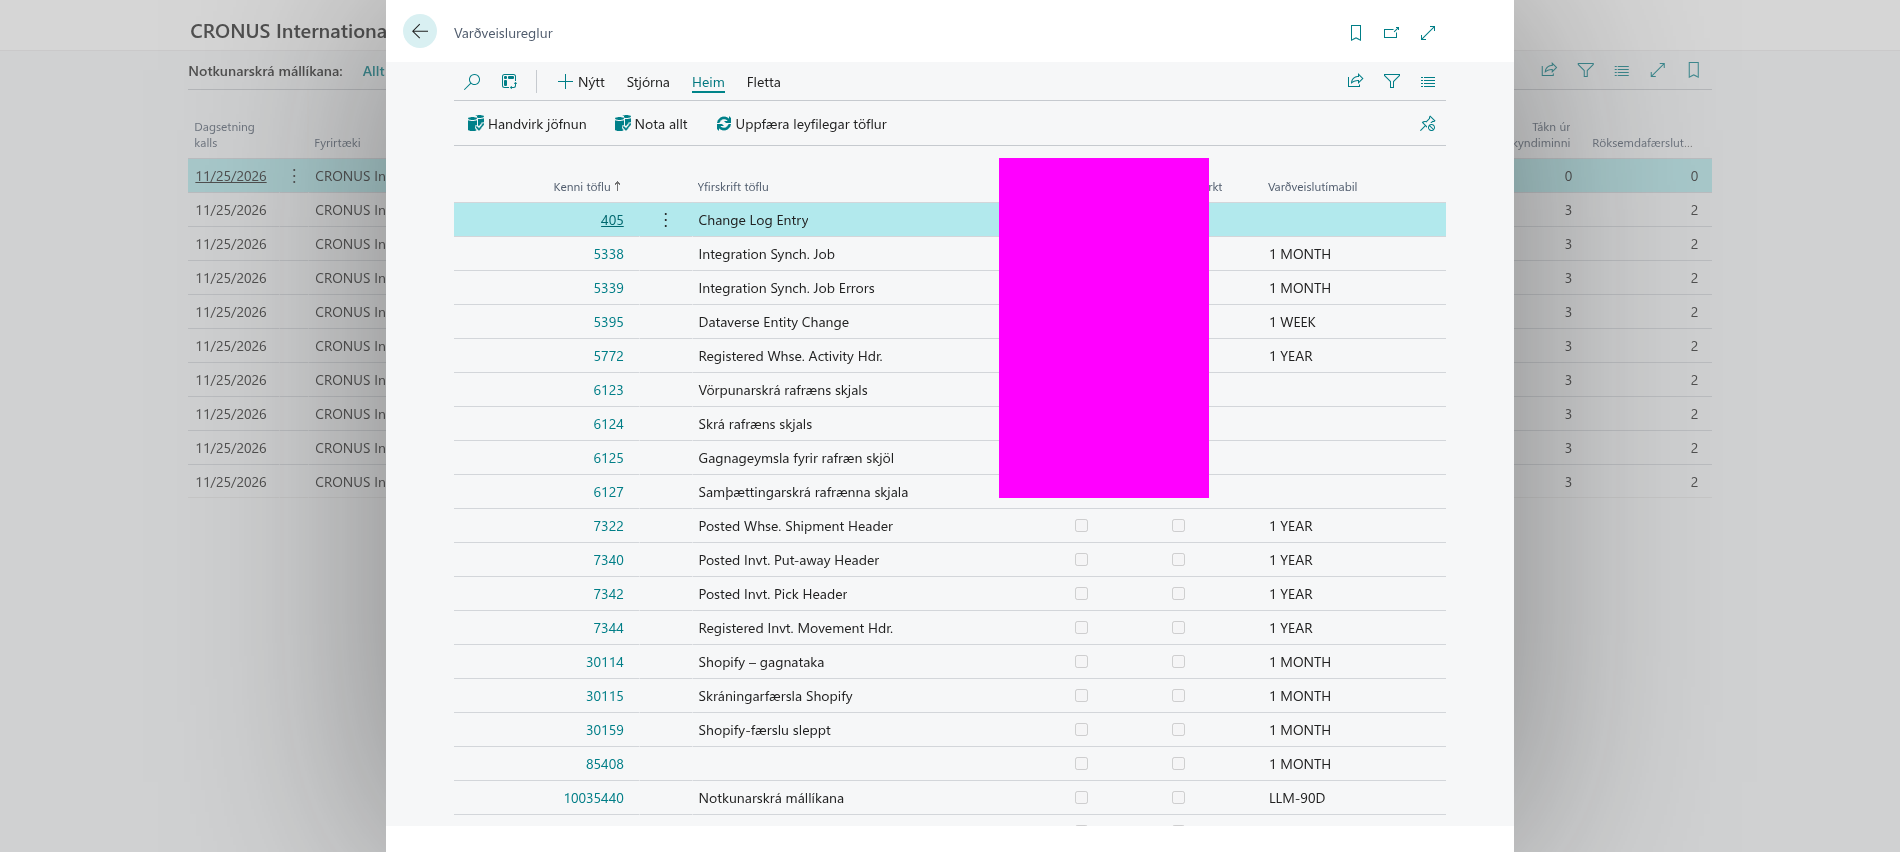 CRONUS Internationa
Varðveislureglur
Notkunarskrá mállíkana: Allt
Nýtt Stjórna Heim Fletta
Handvirk jöfnun Nota allt Uppfæra leyfilegar töflur
Dagsetning kalls Fyrirtæki
Kenni töflu ↑ Yfirskrift töflu rkt Varðveislutímabil
Tákn úr
kyndiminni Röksemdafærslut...
11/25/2026 CRONUS In 0 0
11/25/2026 CRONUS In 3 2
11/25/2026 CRONUS In 3 2
11/25/2026 CRONUS In 3 2
11/25/2026 CRONUS In 3 2
11/25/2026 CRONUS In 3 2
11/25/2026 CRONUS In 3 2
11/25/2026 CRONUS In 3 2
11/25/2026 CRONUS In 3 2
11/25/2026 CRONUS In 3 2
405 Change Log Entry
5338 Integration Synch. Job 1 MONTH
5339 Integration Synch. Job Errors 1 MONTH
5395 Dataverse Entity Change 1 WEEK
5772 Registered Whse. Activity Hdr. 1 YEAR
6123 Vörpunarskrá rafræns skjals
6124 Skrá rafræns skjals
6125 Gagnageymsla fyrir rafræn skjöl
6127 Samþættingarskrá rafrænna skjala
7322 Posted Whse. Shipment Header 1 YEAR
7340 Posted Invt. Put-away Header 1 YEAR
7342 Posted Invt. Pick Header 1 YEAR
7344 Registered Invt. Movement Hdr. 1 YEAR
30114 Shopify – gagnataka 1 MONTH
30115 Skráningarfærsla Shopify 1 MONTH
30159 Shopify-færslu sleppt 1 MONTH
85408 1 MONTH
10035440 Notkunarskrá mállíkana LLM-90D